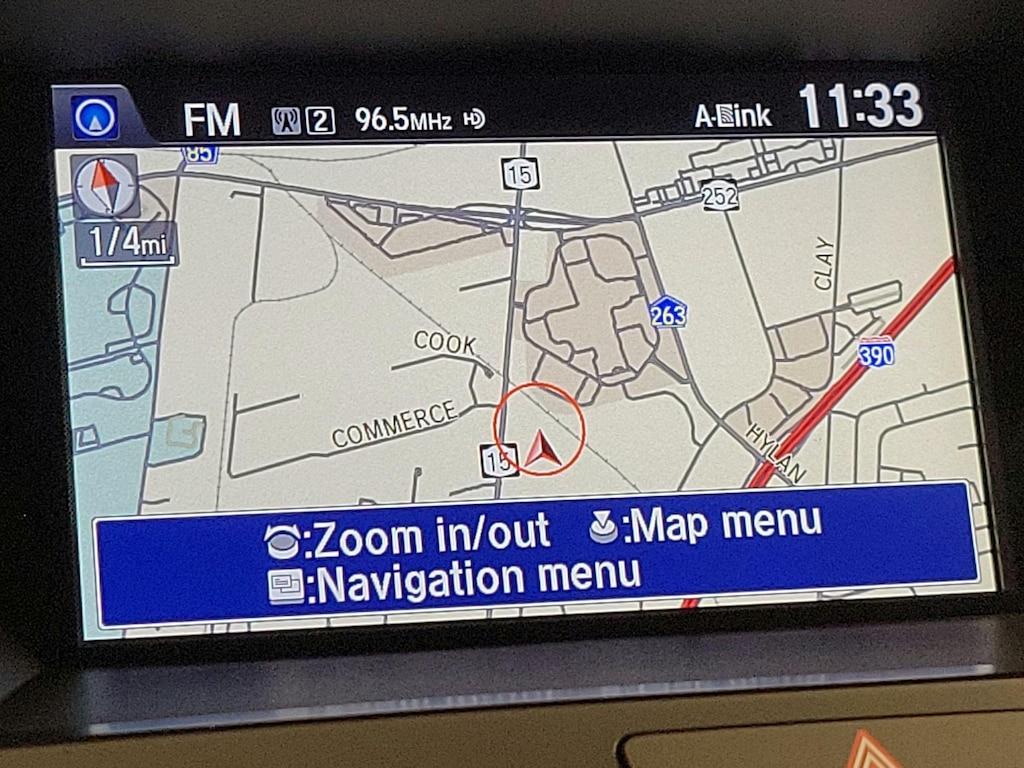 FM 2 96.5MHz HD A-Link 11:33
85
15
252
1/4mi
CLAY
263
COOK
390
COMMERCE
HYLAN
15
:Zoom in/out :Map menu
:Navigation menu